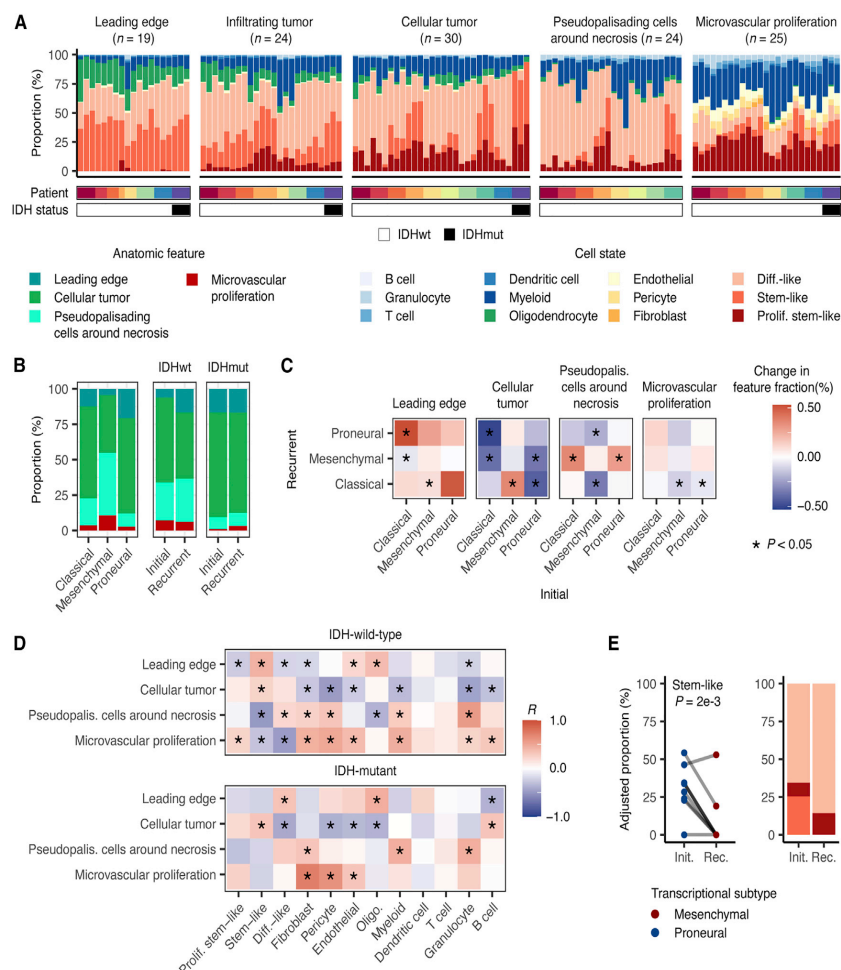 A
Leading edge
(n = 19)
Infiltrating tumor
(n = 24)
Cellular tumor
(n = 30)
Pseudopalisading cells
around necrosis (n = 24)
Microvascular proliferation
(n = 25)
Proportion (%)
100
75
50
25
0
Patient
IDH status
IDHwt
IDHmut
Anatomic feature
Leading edge
Cellular tumor
Pseudopalisading
cells around necrosis
Microvascular
proliferation
Cell state
B cell
Granulocyte
T cell
Dendritic cell
Myeloid
Oligodendrocyte
Endothelial
Pericyte
Fibroblast
Diff.-like
Stem-like
Prolif. stem-like
B
IDHwt
IDHmut
Proportion (%)
100
75
50
25
0
Classical
Mesenchymal
Proneural
Initial
Recurrent
Initial
Recurrent
C
Leading edge
Cellular
tumor
Pseudopalis.
cells around
necrosis
Microvascular
proliferation
Change in
feature fraction(%)
0.50
0
−0.50
* P < 0.05
Recurrent
Proneural
Mesenchymal
Classical
* * * * * * * * * * * * *
Classical
Mesenchymal
Proneural
Classical
Mesenchymal
Proneural
Classical
Mesenchymal
Proneural
Classical
Mesenchymal
Proneural
Initial
D
IDH-wild-type
Leading edge
* * * * * * *
Cellular tumor
* * * * * * *
Pseudopalis. cells around necrosis
* * * * * * *
Microvascular proliferation
* * * * * * * * *
IDH-mutant
Leading edge
* * *
Cellular tumor
* * * * * *
Pseudopalis. cells around necrosis
* * *
Microvascular proliferation
* * *
Prolif. stem–like
Stem–like
Diff.–like
Fibroblast
Pericyte
Endothelial
Oligo.
Myeloid
Dendritic cell
T cell
Granulocyte
B cell
R
1.0
0
−1.0
E
Adjusted proportion (%)
100
75
50
25
0
Stem-like
P = 2e-3
Init.
Rec.
100
75
50
25
0
Init.
Rec.
Transcriptional subtype
Mesenchymal
Proneural